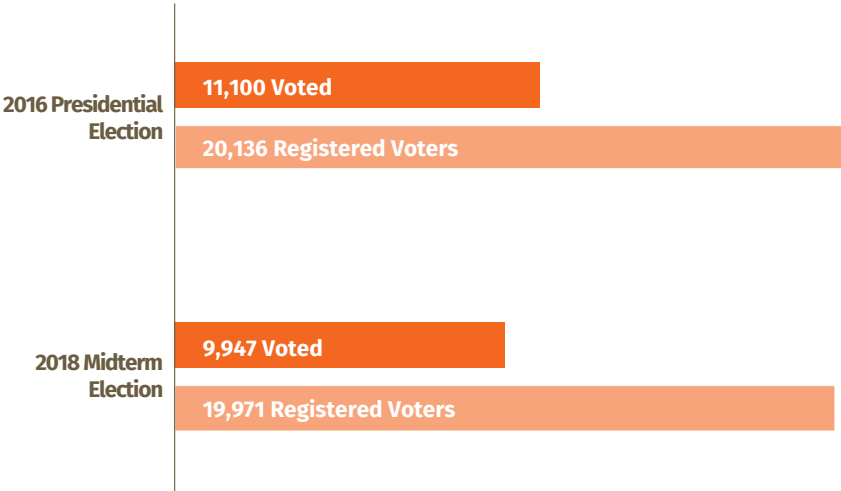 2016 Presidential
Election
11,100 Voted
20,136 Registered Voters
2018 Midterm
Election
9,947 Voted
19,971 Registered Voters